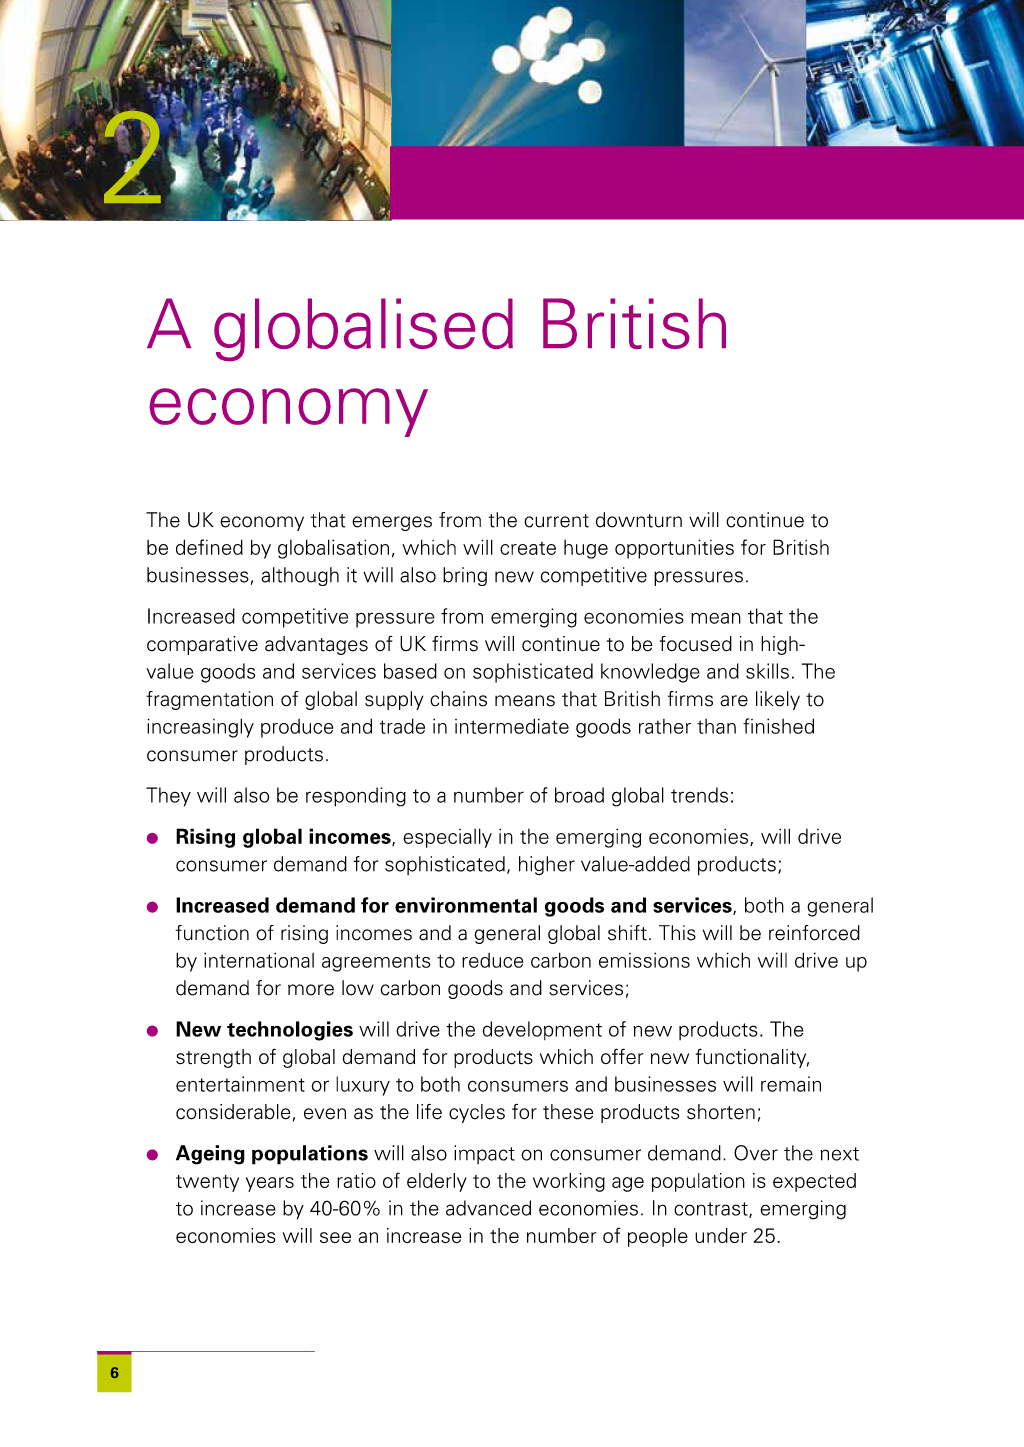 2
A globalised British
economy
The UK economy that emerges from the current downturn will continue to
be defined by globalisation, which will create huge opportunities for British
businesses, although it will also bring new competitive pressures.
Increased competitive pressure from emerging economies mean that the
comparative advantages of UK firms will continue to be focused in high-
value goods and services based on sophisticated knowledge and skills. The
fragmentation of global supply chains means that British firms are likely to
increasingly produce and trade in intermediate goods rather than finished
consumer products.
They will also be responding to a number of broad global trends:
● Rising global incomes, especially in the emerging economies, will drive
consumer demand for sophisticated, higher value-added products;
● Increased demand for environmental goods and services, both a general
function of rising incomes and a general global shift. This will be reinforced
by international agreements to reduce carbon emissions which will drive up
demand for more low carbon goods and services;
● New technologies will drive the development of new products. The
strength of global demand for products which offer new functionality,
entertainment or luxury to both consumers and businesses will remain
considerable, even as the life cycles for these products shorten;
● Ageing populations will also impact on consumer demand. Over the next
twenty years the ratio of elderly to the working age population is expected
to increase by 40-60% in the advanced economies. In contrast, emerging
economies will see an increase in the number of people under 25.
6